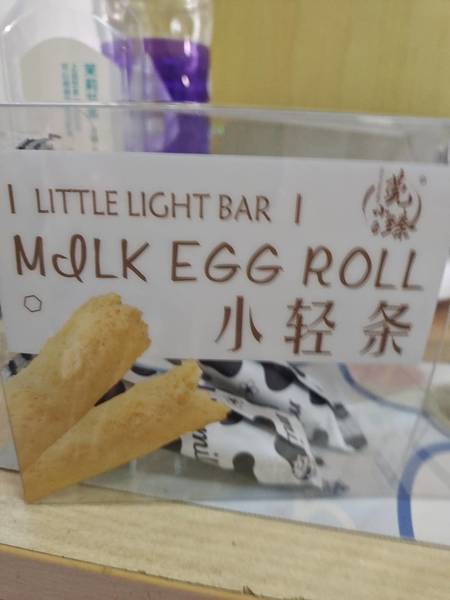 | LITTLE LIGHT BAR |
MILK EGG ROLL
小轻条